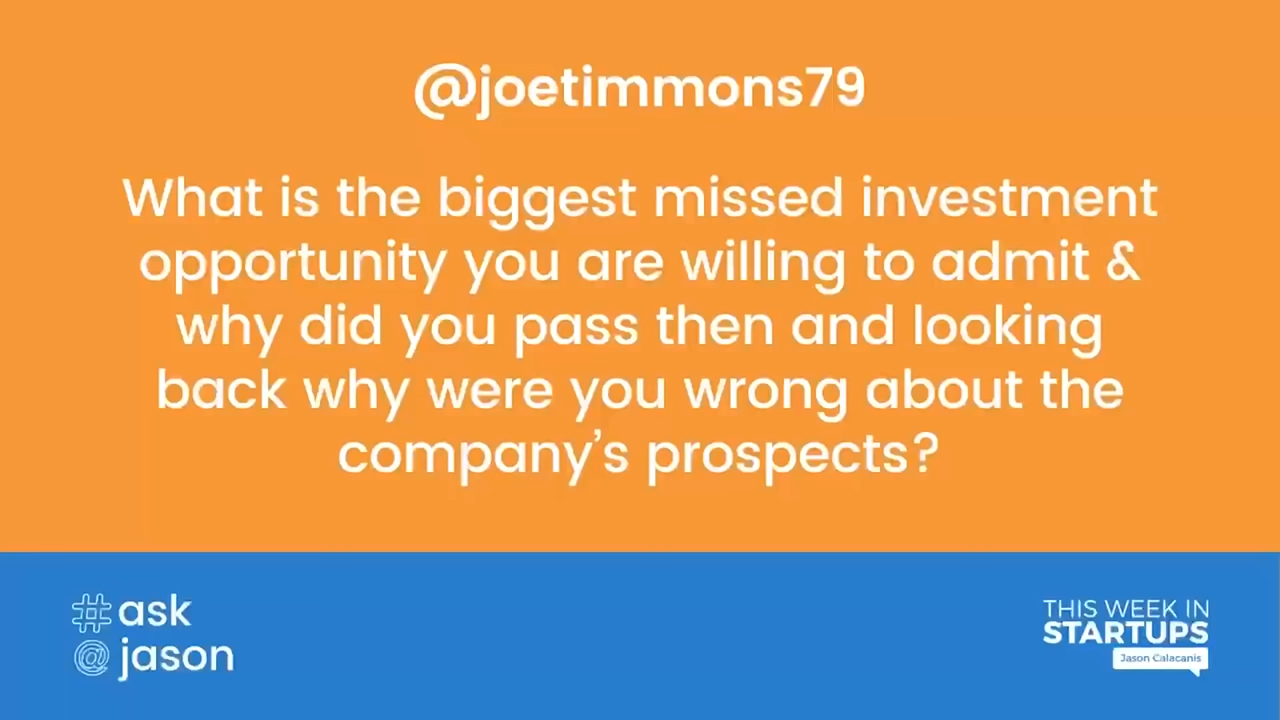 @joetimmons79
What is the biggest missed investment
opportunity you are willing to admit &
why did you pass then and looking
back why were you wrong about the
company’s prospects?
#ask
@jason
THIS WEEK IN
STARTUPS
Jason Calacanis